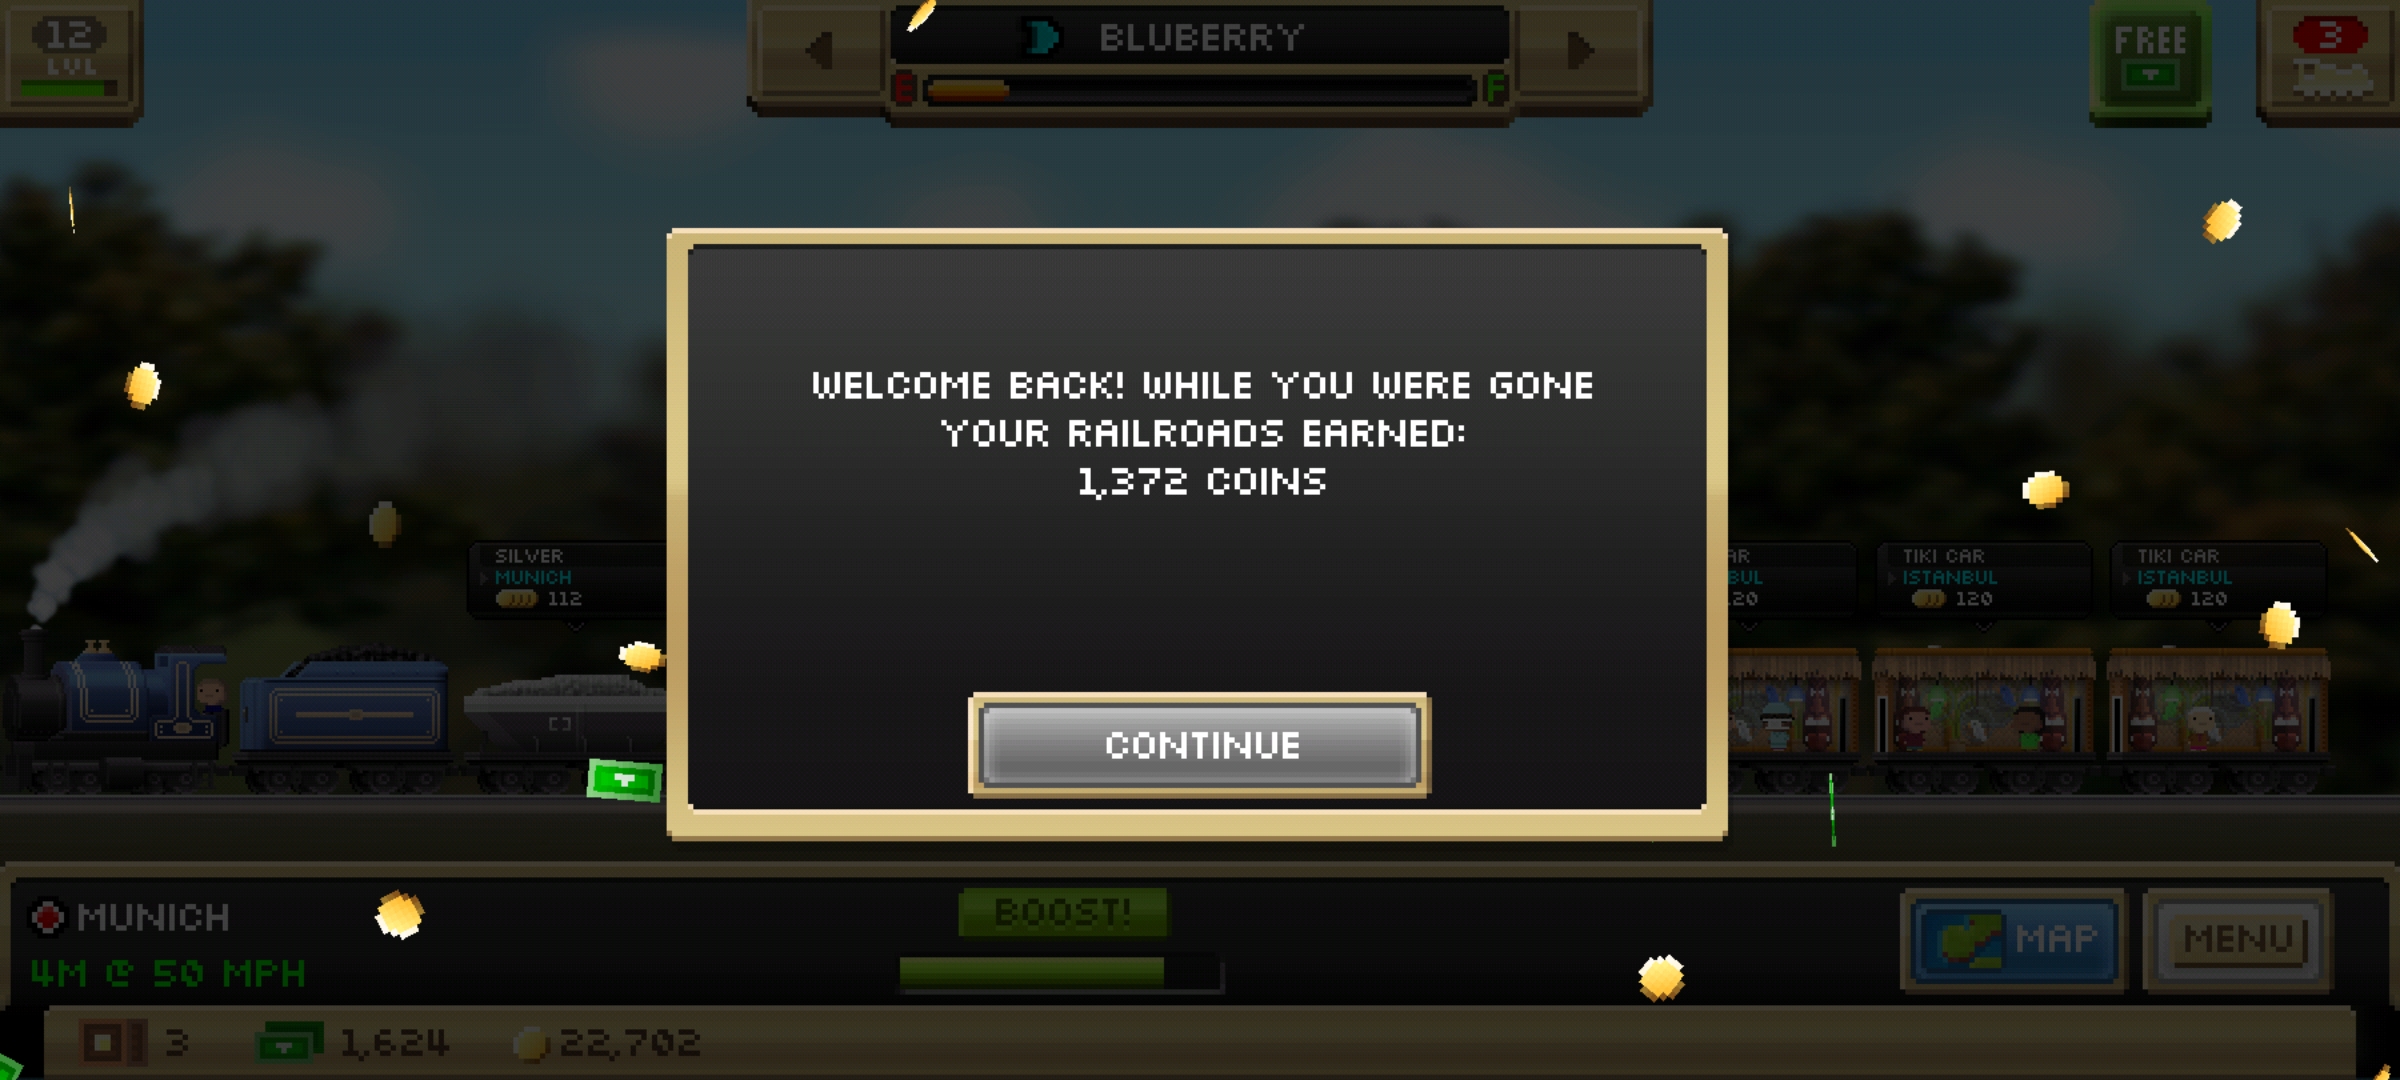 12
LVL
BLUBERRY
E
F
FREE
3
WELCOME BACK! WHILE YOU WERE GONE
YOUR RAILROADS EARNED:
1,372 COINS
CONTINUE
SILVER
MUNICH
112
TIKI CAR
ISTANBUL
120
TIKI CAR
ISTANBUL
120
MUNICH
4M @ 50 MPH
BOOST!
MAP
MENU
3
1,624
22,702